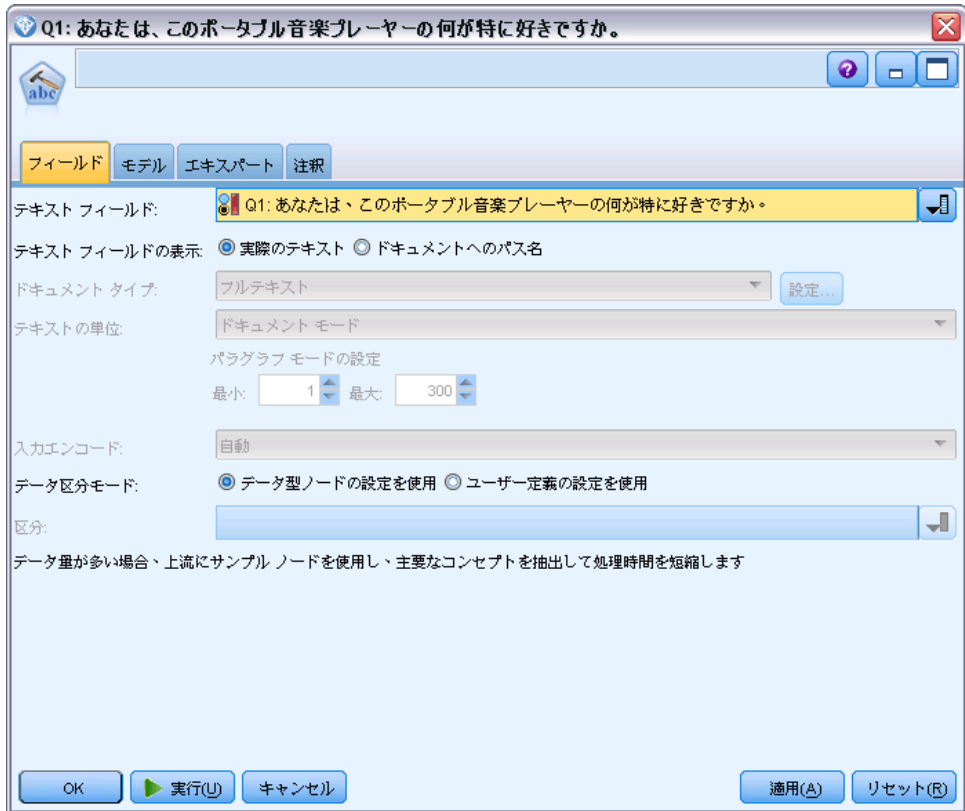 Q1: あなたは、このポータブル音楽プレーヤーの何が特に好きですか。
abc
?
フィールド モデル エキスパート 注釈
テキスト フィールド: Q1: あなたは、このポータブル音楽プレーヤーの何が特に好きですか。
テキスト フィールドの表示: 実際のテキスト ドキュメントへのパス名
ドキュメント タイプ: フルテキスト 設定...
テキストの単位: ドキュメント モード
パラグラフ モードの設定
最小: 1 最大: 300
入力エンコード: 自動
データ区分モード: データ型ノードの設定を使用 ユーザー定義の設定を使用
区分:
データ量が多い場合、上流にサンプル ノードを使用し、主要なコンセプトを抽出して処理時間を短縮します
OK 実行(U) キャンセル 適用(A) リセット(R)